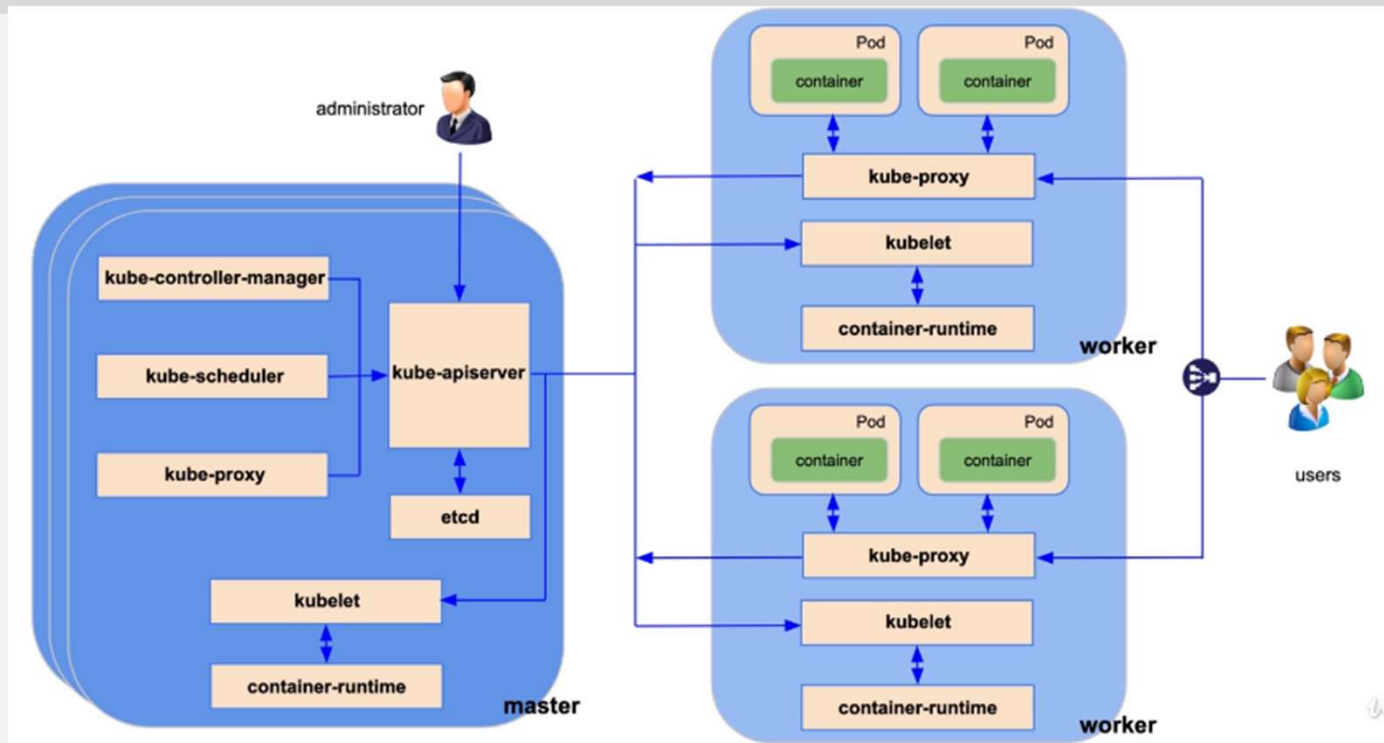 administrator
kube-controller-manager
kube-scheduler
kube-proxy
kube-apiserver
etcd
kubelet
container-runtime
master
Pod
container
Pod
container
kube-proxy
kubelet
container-runtime
worker
Pod
container
Pod
container
kube-proxy
kubelet
container-runtime
worker
users